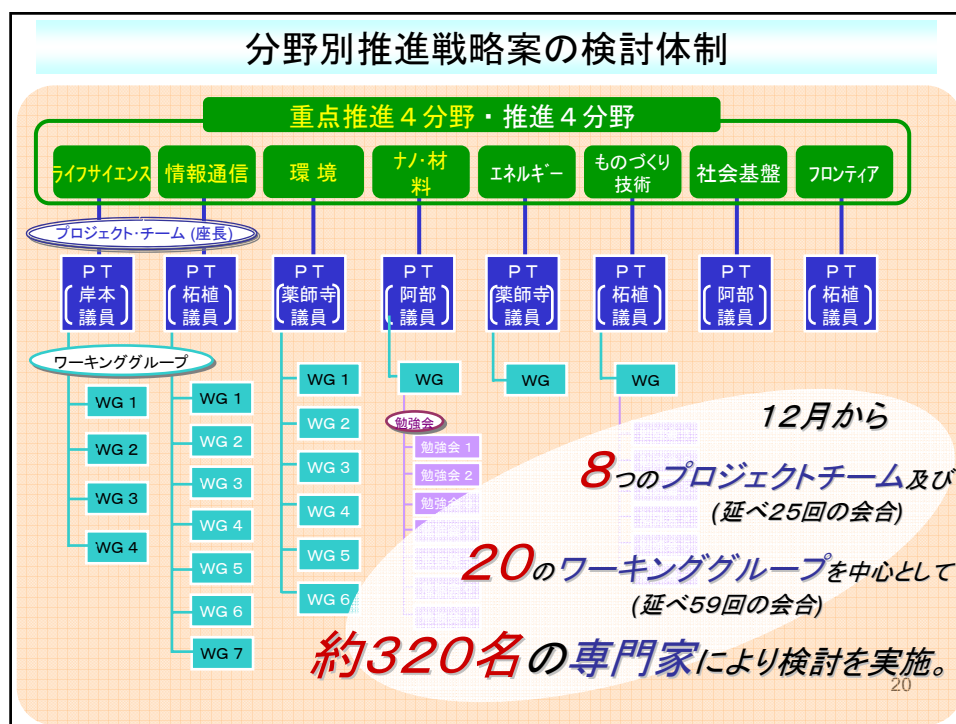 分野別推進戦略案の検討体制
重点推進4分野・推進4分野
ライフサイエンス
情報通信
環 境
ナノ・材
料
エネルギー
ものづくり
技術
社会基盤
フロンティア
プロジェクト・チーム (座長)
PT
岸本
議員
PT
柘植
議員
PT
薬師寺
議員
PT
阿部
議員
PT
薬師寺
議員
PT
柘植
議員
PT
阿部
議員
PT
柘植
議員
ワーキンググループ
WG 1
WG 2
WG 3
WG 4
WG 1
WG 2
WG 3
WG 4
WG 5
WG 6
WG 7
WG 1
WG 2
WG 3
WG 4
WG 5
WG 6
WG
勉強会
勉強会 1
勉強会 2
勉強会
WG
WG
12月から
8つのプロジェクトチーム及び
(延べ25回の会合)
20のワーキンググループを中心として
(延べ59回の会合)
約320名の専門家により検討を実施。
20